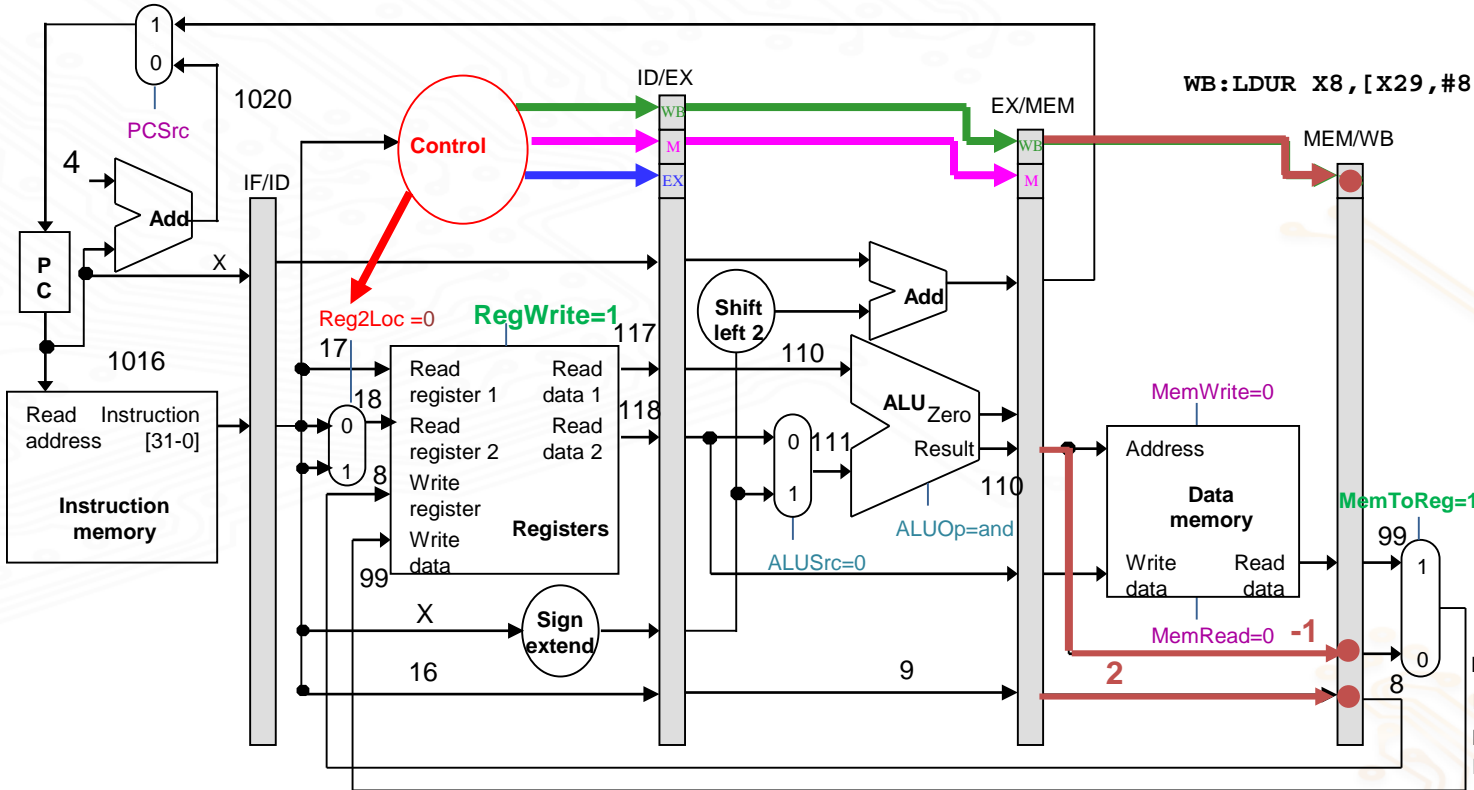 1
0
1020
PCSrc
4
Add
P
C
X
1016
Read
address
Instruction
[31-0]
Instruction
memory
IF/ID
Control
Reg2Loc =0
RegWrite=1
17
18
0
1
8
99
Read
register 1
Read
data 1
Read
register 2
Read
data 2
Write
register
Write
data
Registers
X
Sign
extend
16
ID/EX
WB
M
EX
117
118
Shift
left 2
Add
110
0
1
111
ALUSrc=0
ALU
Zero
Result
110
ALUOp=and
9
EX/MEM
WB
M
WB:LDUR X8,[X29,#8
MEM/WB
MemWrite=0
Address
Data
memory
Write
data
Read
data
MemRead=0
-1
2
MemToReg=1
99
1
0
8